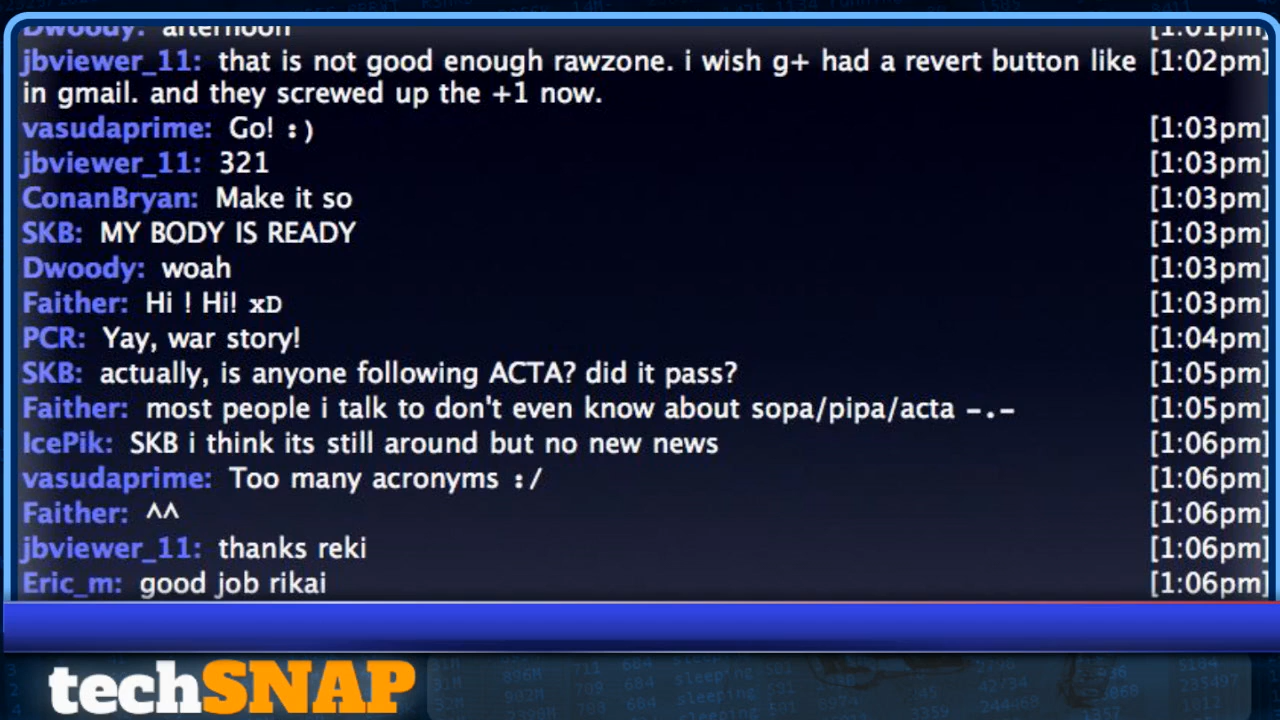 Dwoody: afternoon [1:01pm]
jbviewer_11: that is not good enough rawzone. i wish g+ had a revert button like [1:02pm]
in gmail. and they screwed up the +1 now.
vasudaprime: Go! :) [1:03pm]
jbviewer_11: 321 [1:03pm]
ConanBryan: Make it so [1:03pm]
SKB: MY BODY IS READY [1:03pm]
Dwoody: woah [1:03pm]
Faither: Hi ! Hi! xD [1:03pm]
PCR: Yay, war story! [1:04pm]
SKB: actually, is anyone following ACTA? did it pass? [1:05pm]
Faither: most people i talk to don't even know about sopa/pipa/acta -.- [1:05pm]
IcePik: SKB i think its still around but no new news [1:06pm]
vasudaprime: Too many acronyms :/ [1:06pm]
Faither: ^^ [1:06pm]
jbviewer_11: thanks reki [1:06pm]
Eric_m: good job rikai [1:06pm]
techSNAP